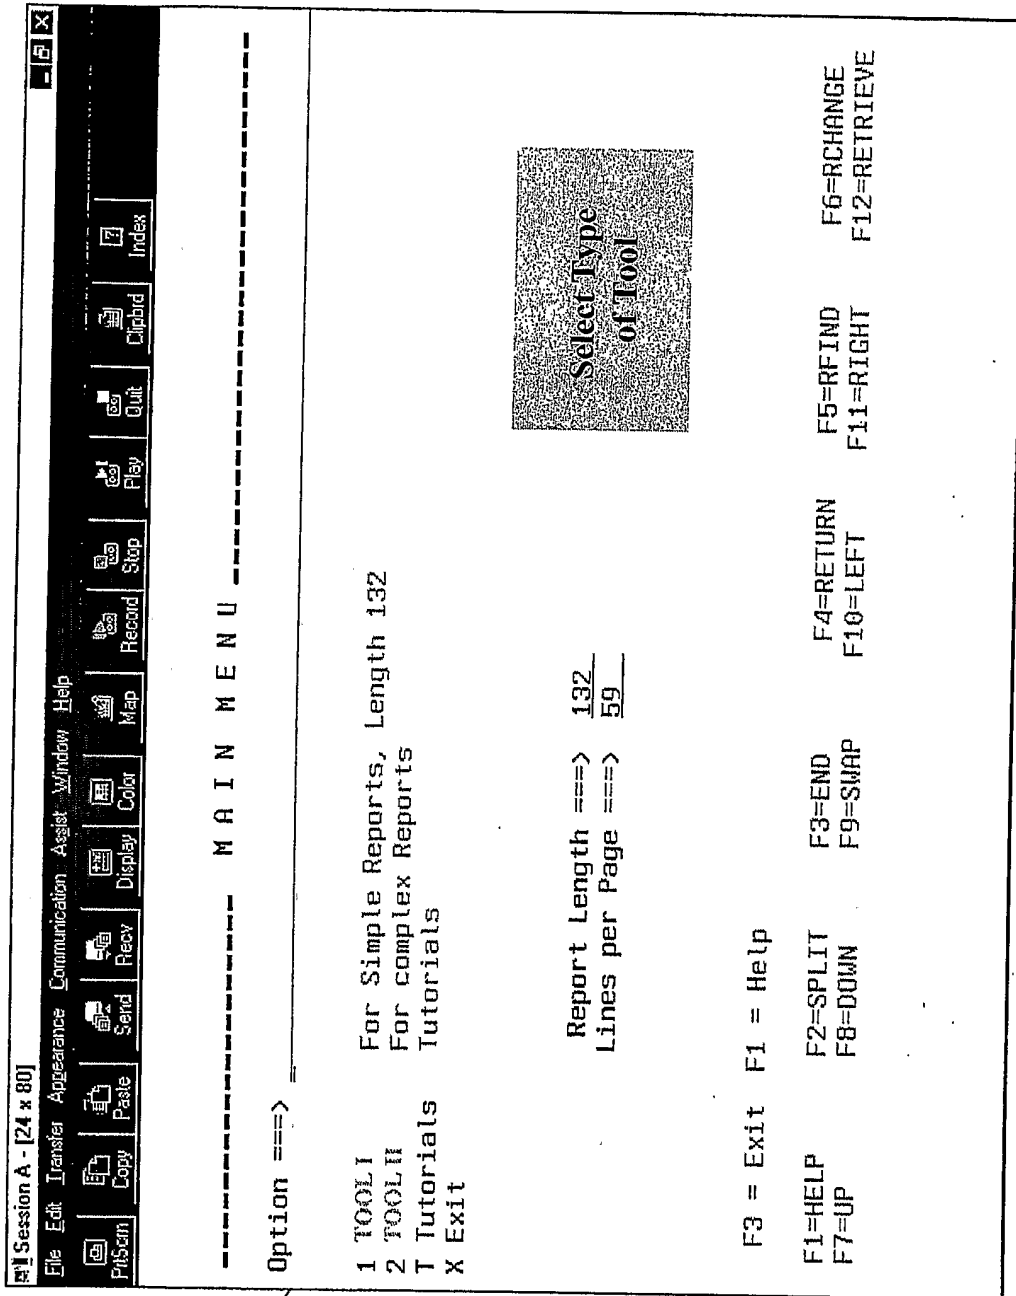 Session A - [24 x 80]
File Edit Transfer Appearance Communication Assist Window Help
PrtScrn Copy Paste Send Recv Display Color Map Record Stop Play Quit Clipbrd Index
------------------------ M A I N M E N U ------------------------
Option ===>
1 TOOL I For Simple Reports, Length 132
2 TOOL II For complex Reports
T Tutorials Tutorials
X Exit
Report Length ===> 132
Lines per Page ===> 59
Select Type
of Tool
F3 = Exit F1 = Help
F1=HELP F2=SPLIT F3=END F4=RETURN F5=RFIND F6=RCHANGE
F7=UP F8=DOWN F9=SWAP F10=LEFT F11=RIGHT F12=RETRIEVE